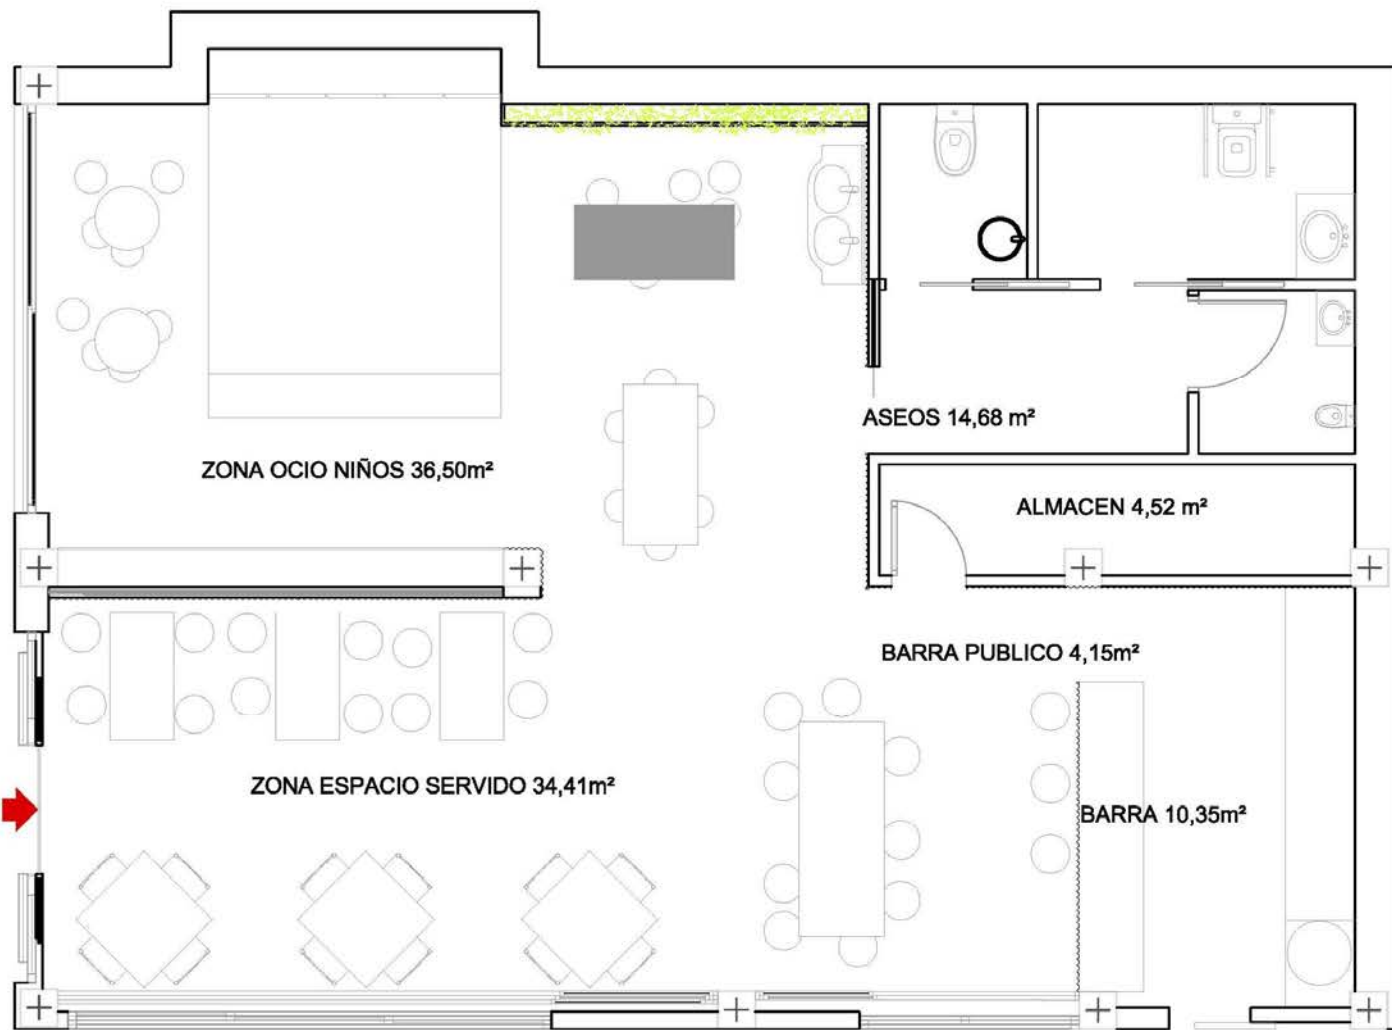 ASEOS 14,68 m²
ZONA OCIO NIÑOS 36,50m²
ALMACEN 4,52 m²
BARRA PUBLICO 4,15m²
ZONA ESPACIO SERVIDO 34,41m²
BARRA 10,35m²